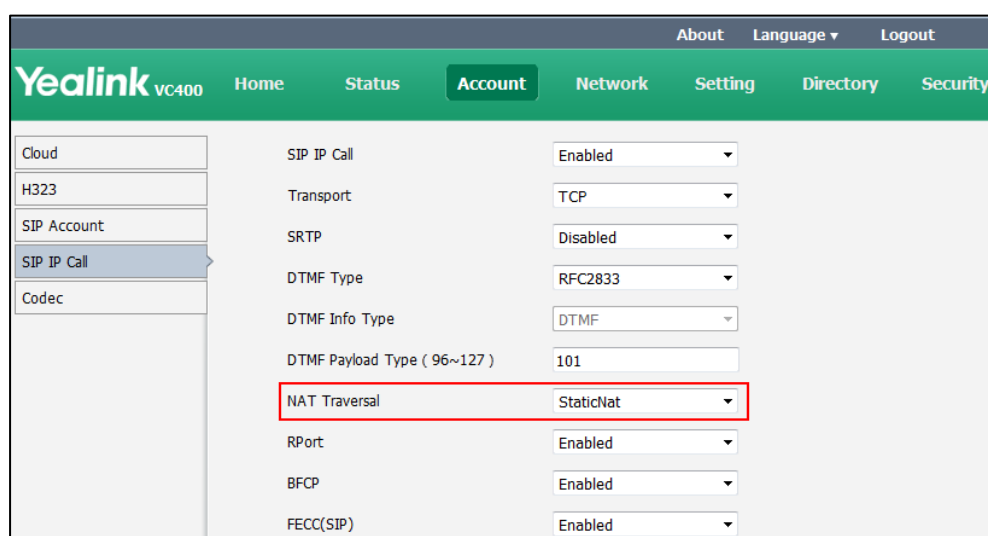 About Language ▾ Logout
Yealink VC400 Home Status Account Network Setting Directory Security
Cloud
H323
SIP Account
SIP IP Call
Codec
SIP IP Call Enabled
Transport TCP
SRTP Disabled
DTMF Type RFC2833
DTMF Info Type DTMF
DTMF Payload Type ( 96~127 ) 101
NAT Traversal StaticNat
RPort Enabled
BFCP Enabled
FECC(SIP) Enabled